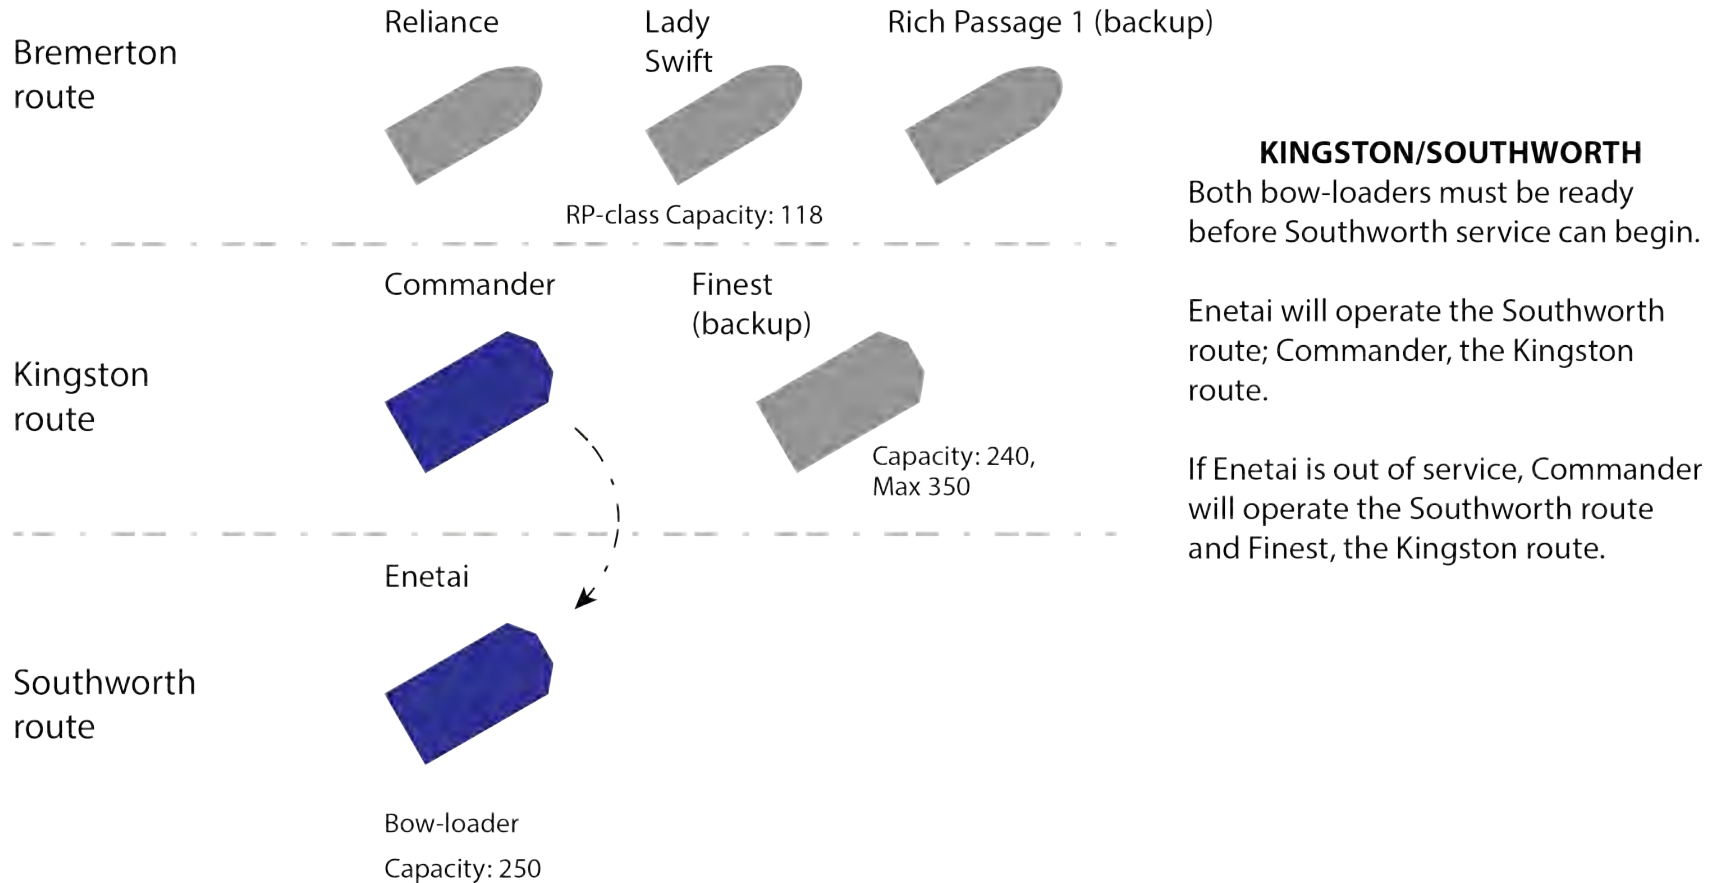 Bremerton
route
Reliance
Lady
Swift
Rich Passage 1 (backup)
RP-class Capacity: 118
Kingston
route
Commander
Finest
(backup)
Capacity: 240,
Max 350
Southworth
route
Enetai
Bow-loader
Capacity: 250
KINGSTON/SOUTHWORTH
Both bow-loaders must be ready
before Southworth service can begin.
Enetai will operate the Southworth
route; Commander, the Kingston
route.
If Enetai is out of service, Commander
will operate the Southworth route
and Finest, the Kingston route.